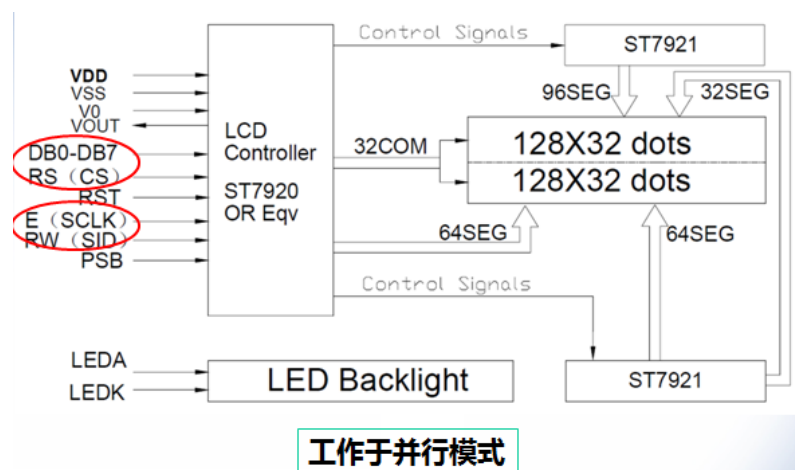 Control Signals
ST7921
VDD
VSS
V0
VOUT
96SEG
32SEG
DB0-DB7
RS（CS）
RST
E（SCLK）
RW（SID）
PSB
LCD
Controller
ST7920
OR Eqv
32COM
128X32 dots
128X32 dots
64SEG
64SEG
Control Signals
LEDA
LEDK
LED Backlight
ST7921
工作于并行模式